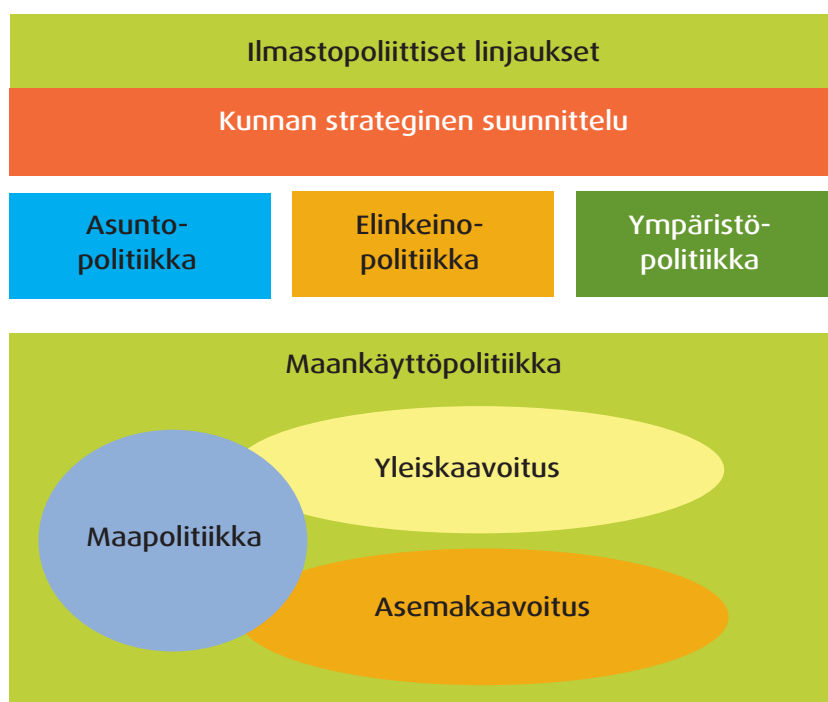 Ilmastopoliittiset linjaukset
Kunnan strateginen suunnittelu
Asunto-
politiikka
Elinkeino-
politiikka
Ympäristö-
politiikka
Maankäyttöpolitiikka
Yleiskaavoitus
Maapolitiikka
Asemakaavoitus